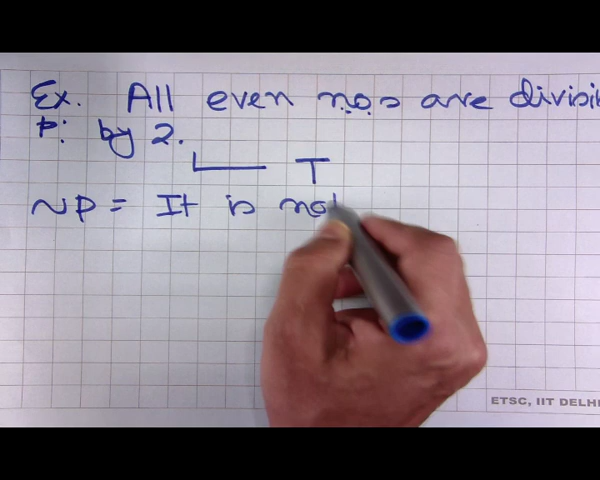 Ex. All even nos are divisi
P: by 2.
T
~P = It is not
ETSC, IIT DELHI